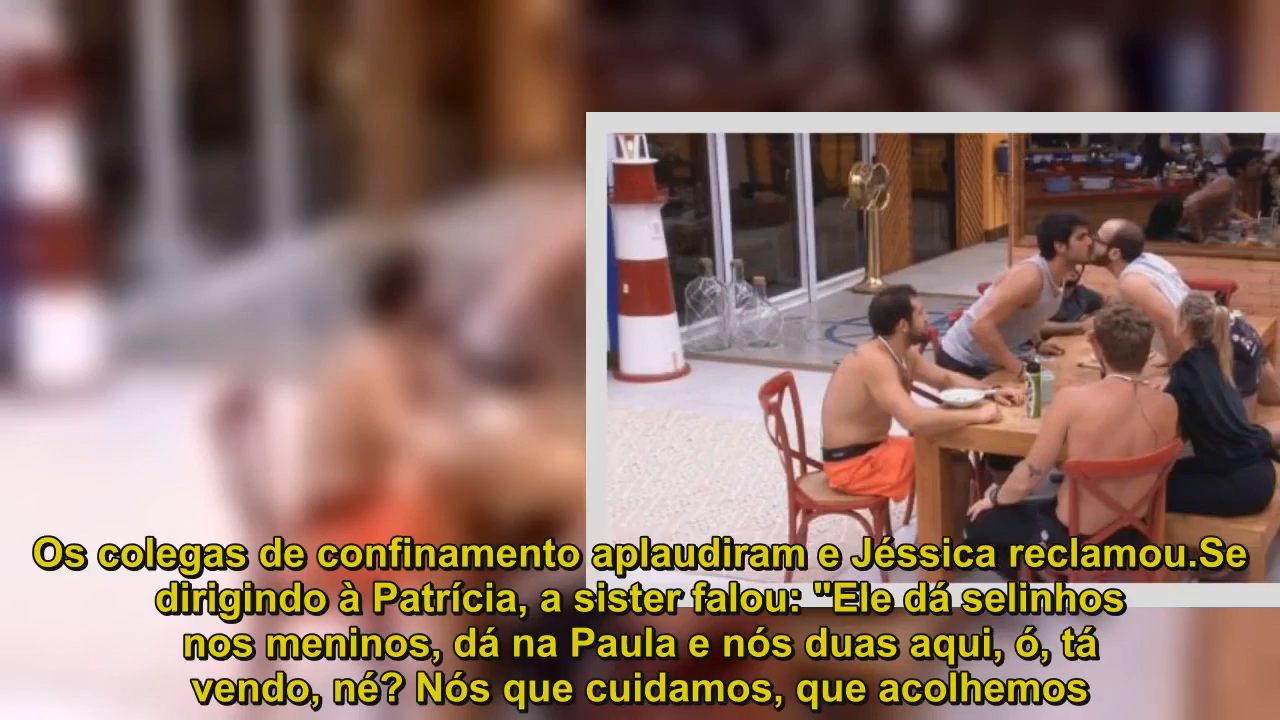 Os colegas de confinamento aplaudiram e Jéssica reclamou.Se
dirigindo à Patrícia, a sister falou: "Ele dá selinhos
nos meninos, dá na Paula e nós duas aqui, ó, tá
vendo, né? Nós que cuidamos, que acolhemos